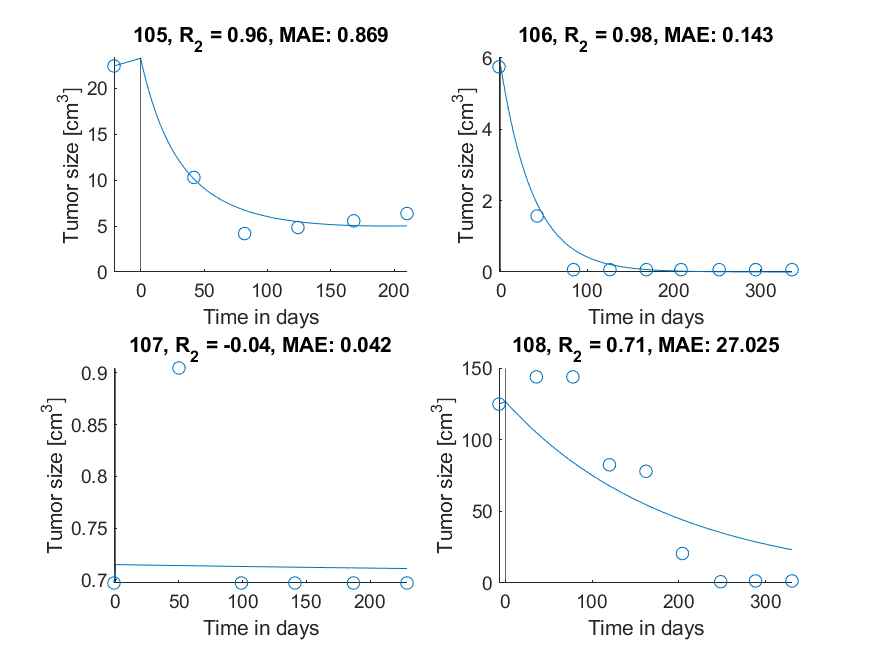 105, R2 = 0.96, MAE: 0.869
Tumor size [cm3]
20
15
10
5
0
0 50 100 150 200
Time in days
106, R2 = 0.98, MAE: 0.143
Tumor size [cm3]
6
4
2
0
0 100 200 300
Time in days
107, R2 = -0.04, MAE: 0.042
Tumor size [cm3]
0.9
0.85
0.8
0.75
0.7
0 50 100 150 200
Time in days
108, R2 = 0.71, MAE: 27.025
Tumor size [cm3]
150
100
50
0
0 100 200 300
Time in days